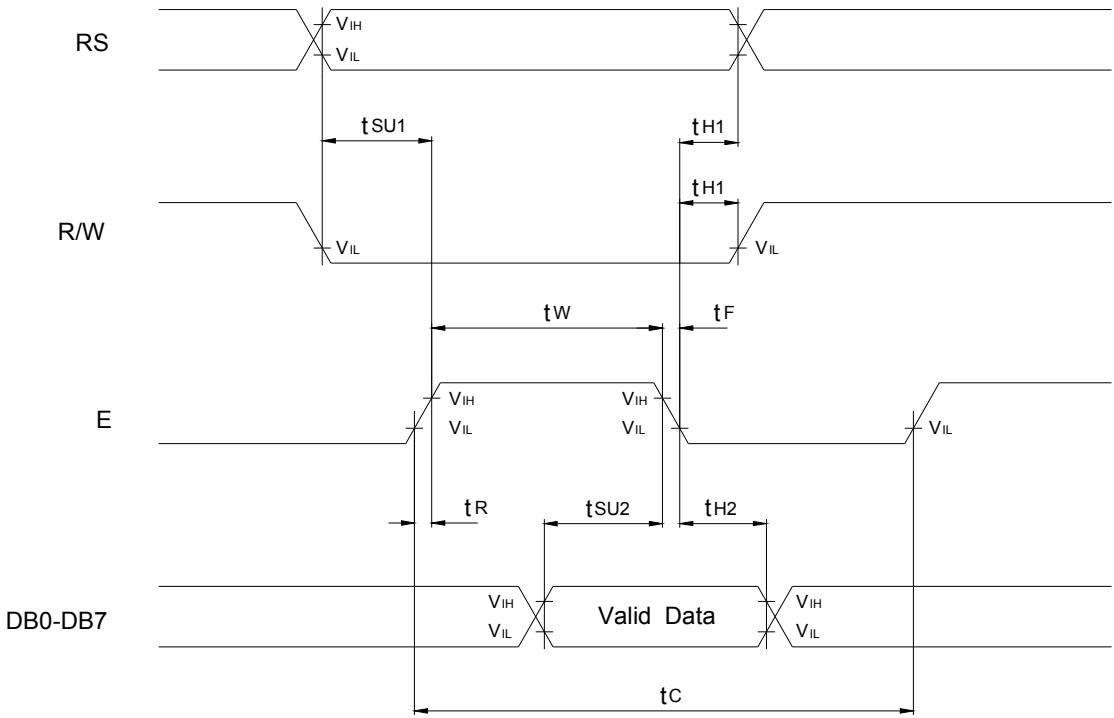 RS
VIH
VIL
tSU1
tH1
tH1
R/W
VIL
VIL
tW
tF
E
VIH
VIL
VIH
VIL
VIL
tR
tSU2
tH2
DB0-DB7
VIH
VIL
Valid Data
VIH
VIL
tC